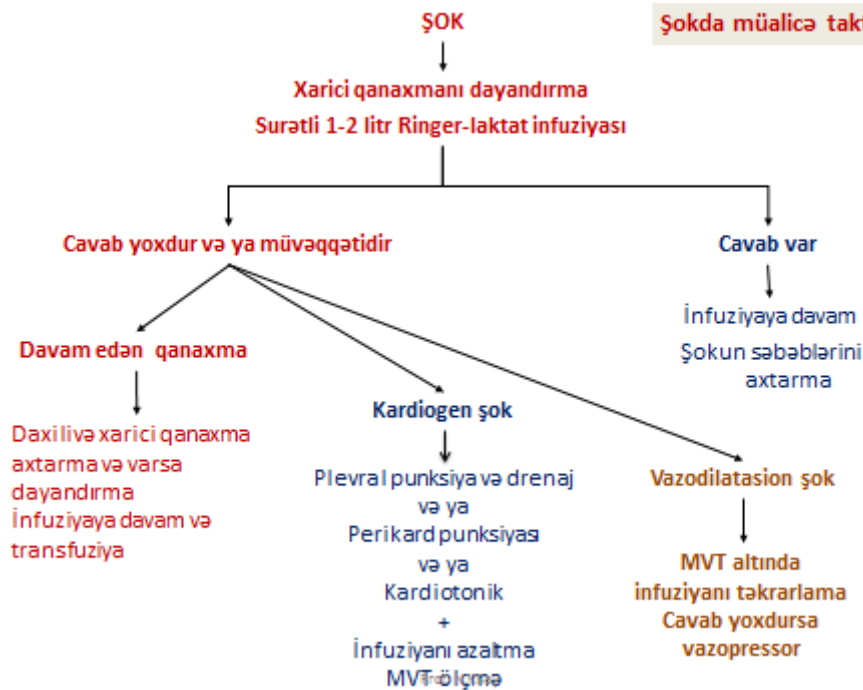 ŞOK
Şokda müalicə
Xarici qanaxmanı dayandırma
Surətli 1-2 litr Ringer-laktat infuziyası
Cavab yoxdur və ya müvəqqətidir
Cavab var
İnfuziyaya davam
Şokun səbəblərini
axtarma
Davam edən qanaxma
Daxili və xarici qanaxma
axtarma və varsa
dayandırma
İnfuziyaya davam və
transfuziya
Kardiogen şok
Plevral punksiya və drenaj
və ya
Perikard punksiyası
və ya
Kardiotonik
+
İnfuziyanı azaltma
MVT ölçmə
Vazodilatasion şok
MVT altında
infuziyanı təkrarlama
Cavab yoxdursa
vazopressor